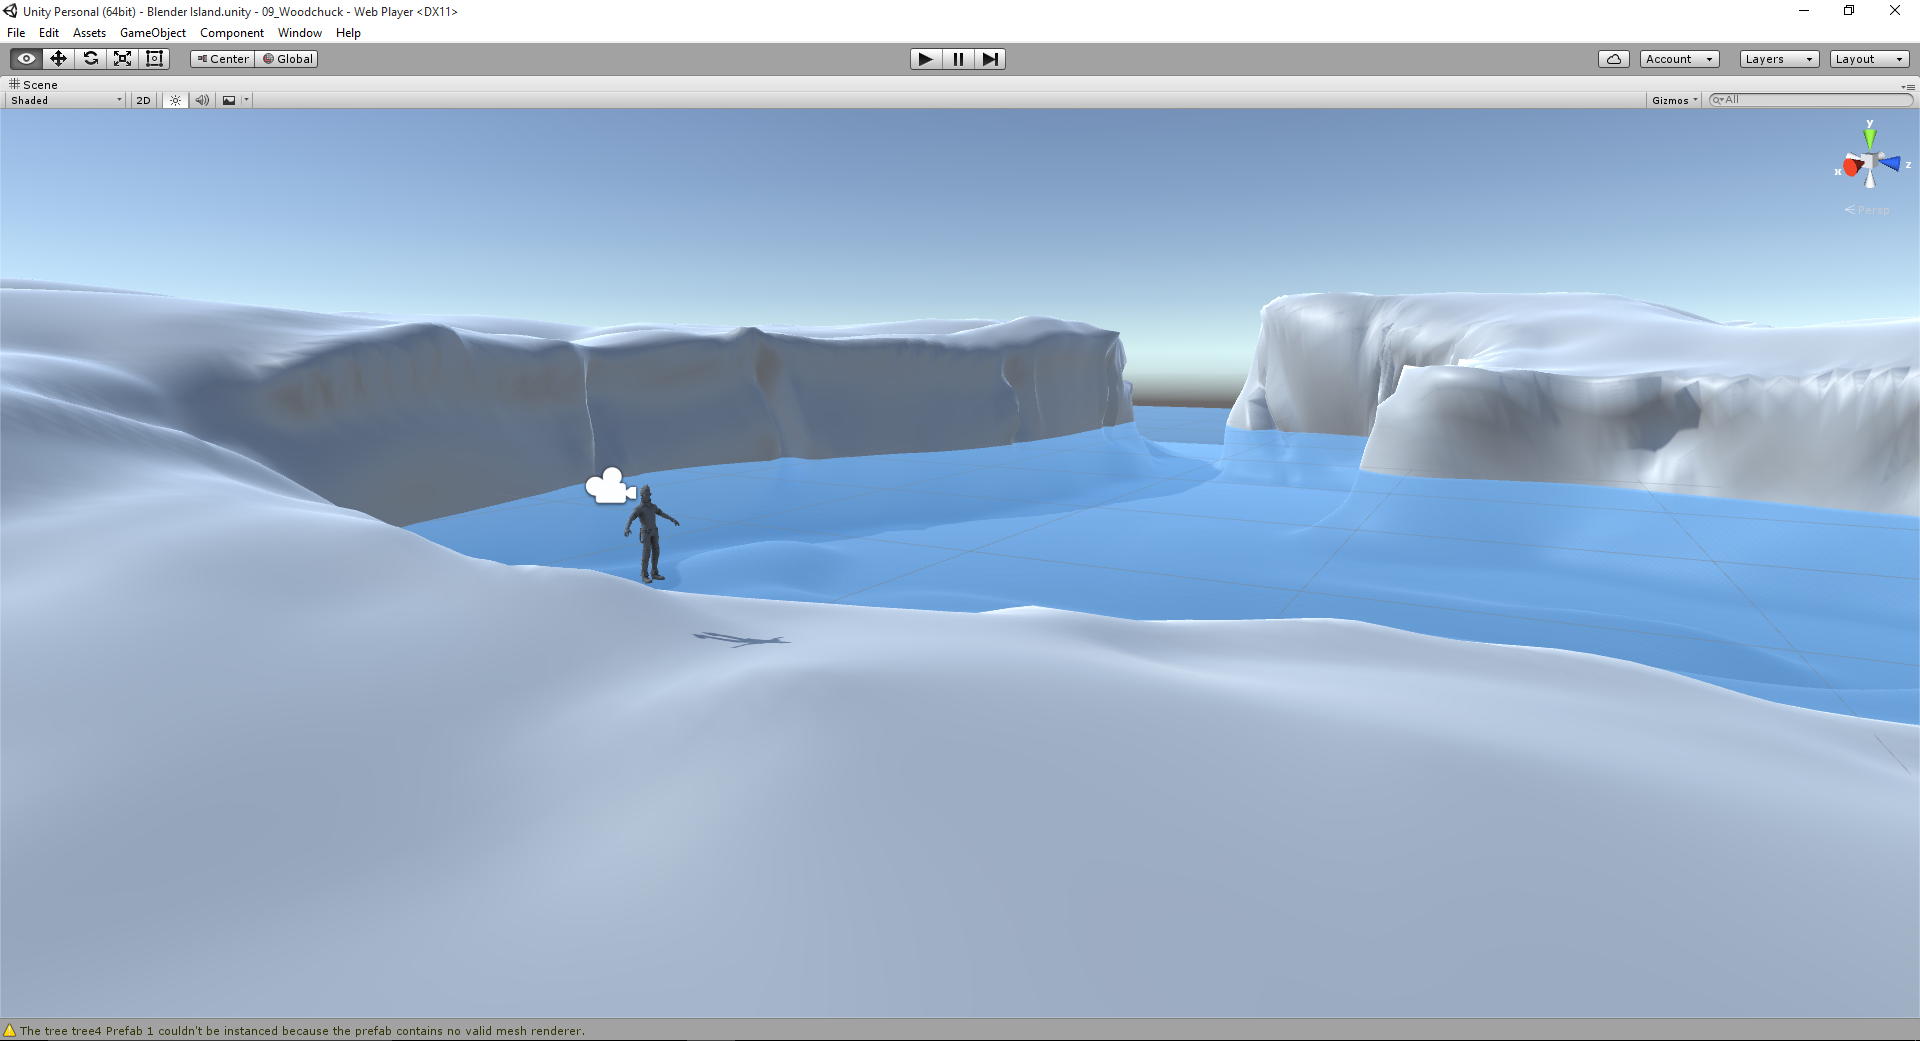 Unity Personal (64bit) - Blender Island.unity - 09_Woodchuck - Web Player <DX11>
File Edit Assets GameObject Component Window Help
Center Global Account Layers Layout
Scene
Shaded 2D Gizmos All
y
x z
Persp
The tree tree4 Prefab 1 couldn't be instanced because the prefab contains no valid mesh renderer.